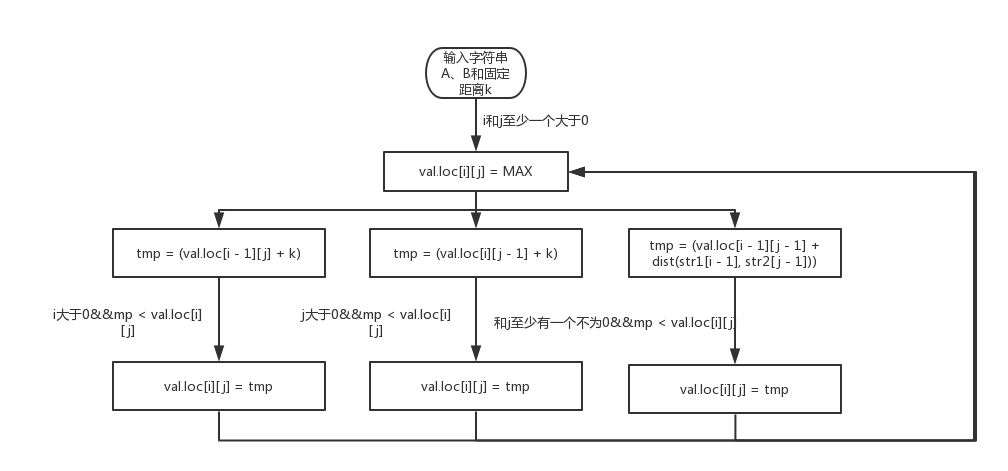 输入字符串
A、B和固定
距离k
i和j至少一个大于0
val.loc[i][j] = MAX
tmp = (val.loc[i - 1][j] + k)
tmp = (val.loc[i][j - 1] + k)
tmp = (val.loc[i - 1][j - 1] +
dist(str1[i - 1], str2[j - 1]))
i大于0&&mp < val.loc[i]
[j]
j大于0&&mp < val.loc[i]
[j]
和j至少有一个不为0&&mp < val.loc[i][j]
val.loc[i][j] = tmp
val.loc[i][j] = tmp
val.loc[i][j] = tmp